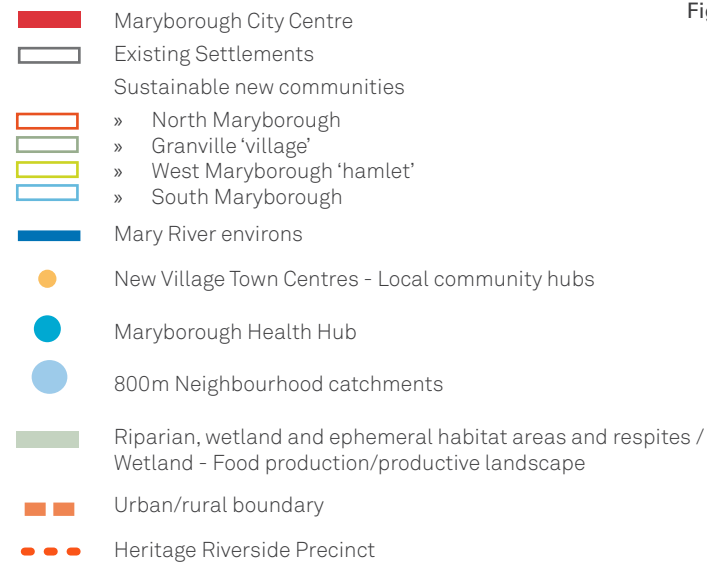 Fig
Maryborough City Centre
Existing Settlements
Sustainable new communities
» North Maryborough
» Granville ‘village’
» West Maryborough ‘hamlet’
» South Maryborough
Mary River environs
New Village Town Centres - Local community hubs
Maryborough Health Hub
800m Neighbourhood catchments
Riparian, wetland and ephemeral habitat areas and respites /
Wetland - Food production/productive landscape
Urban/rural boundary
Heritage Riverside Precinct